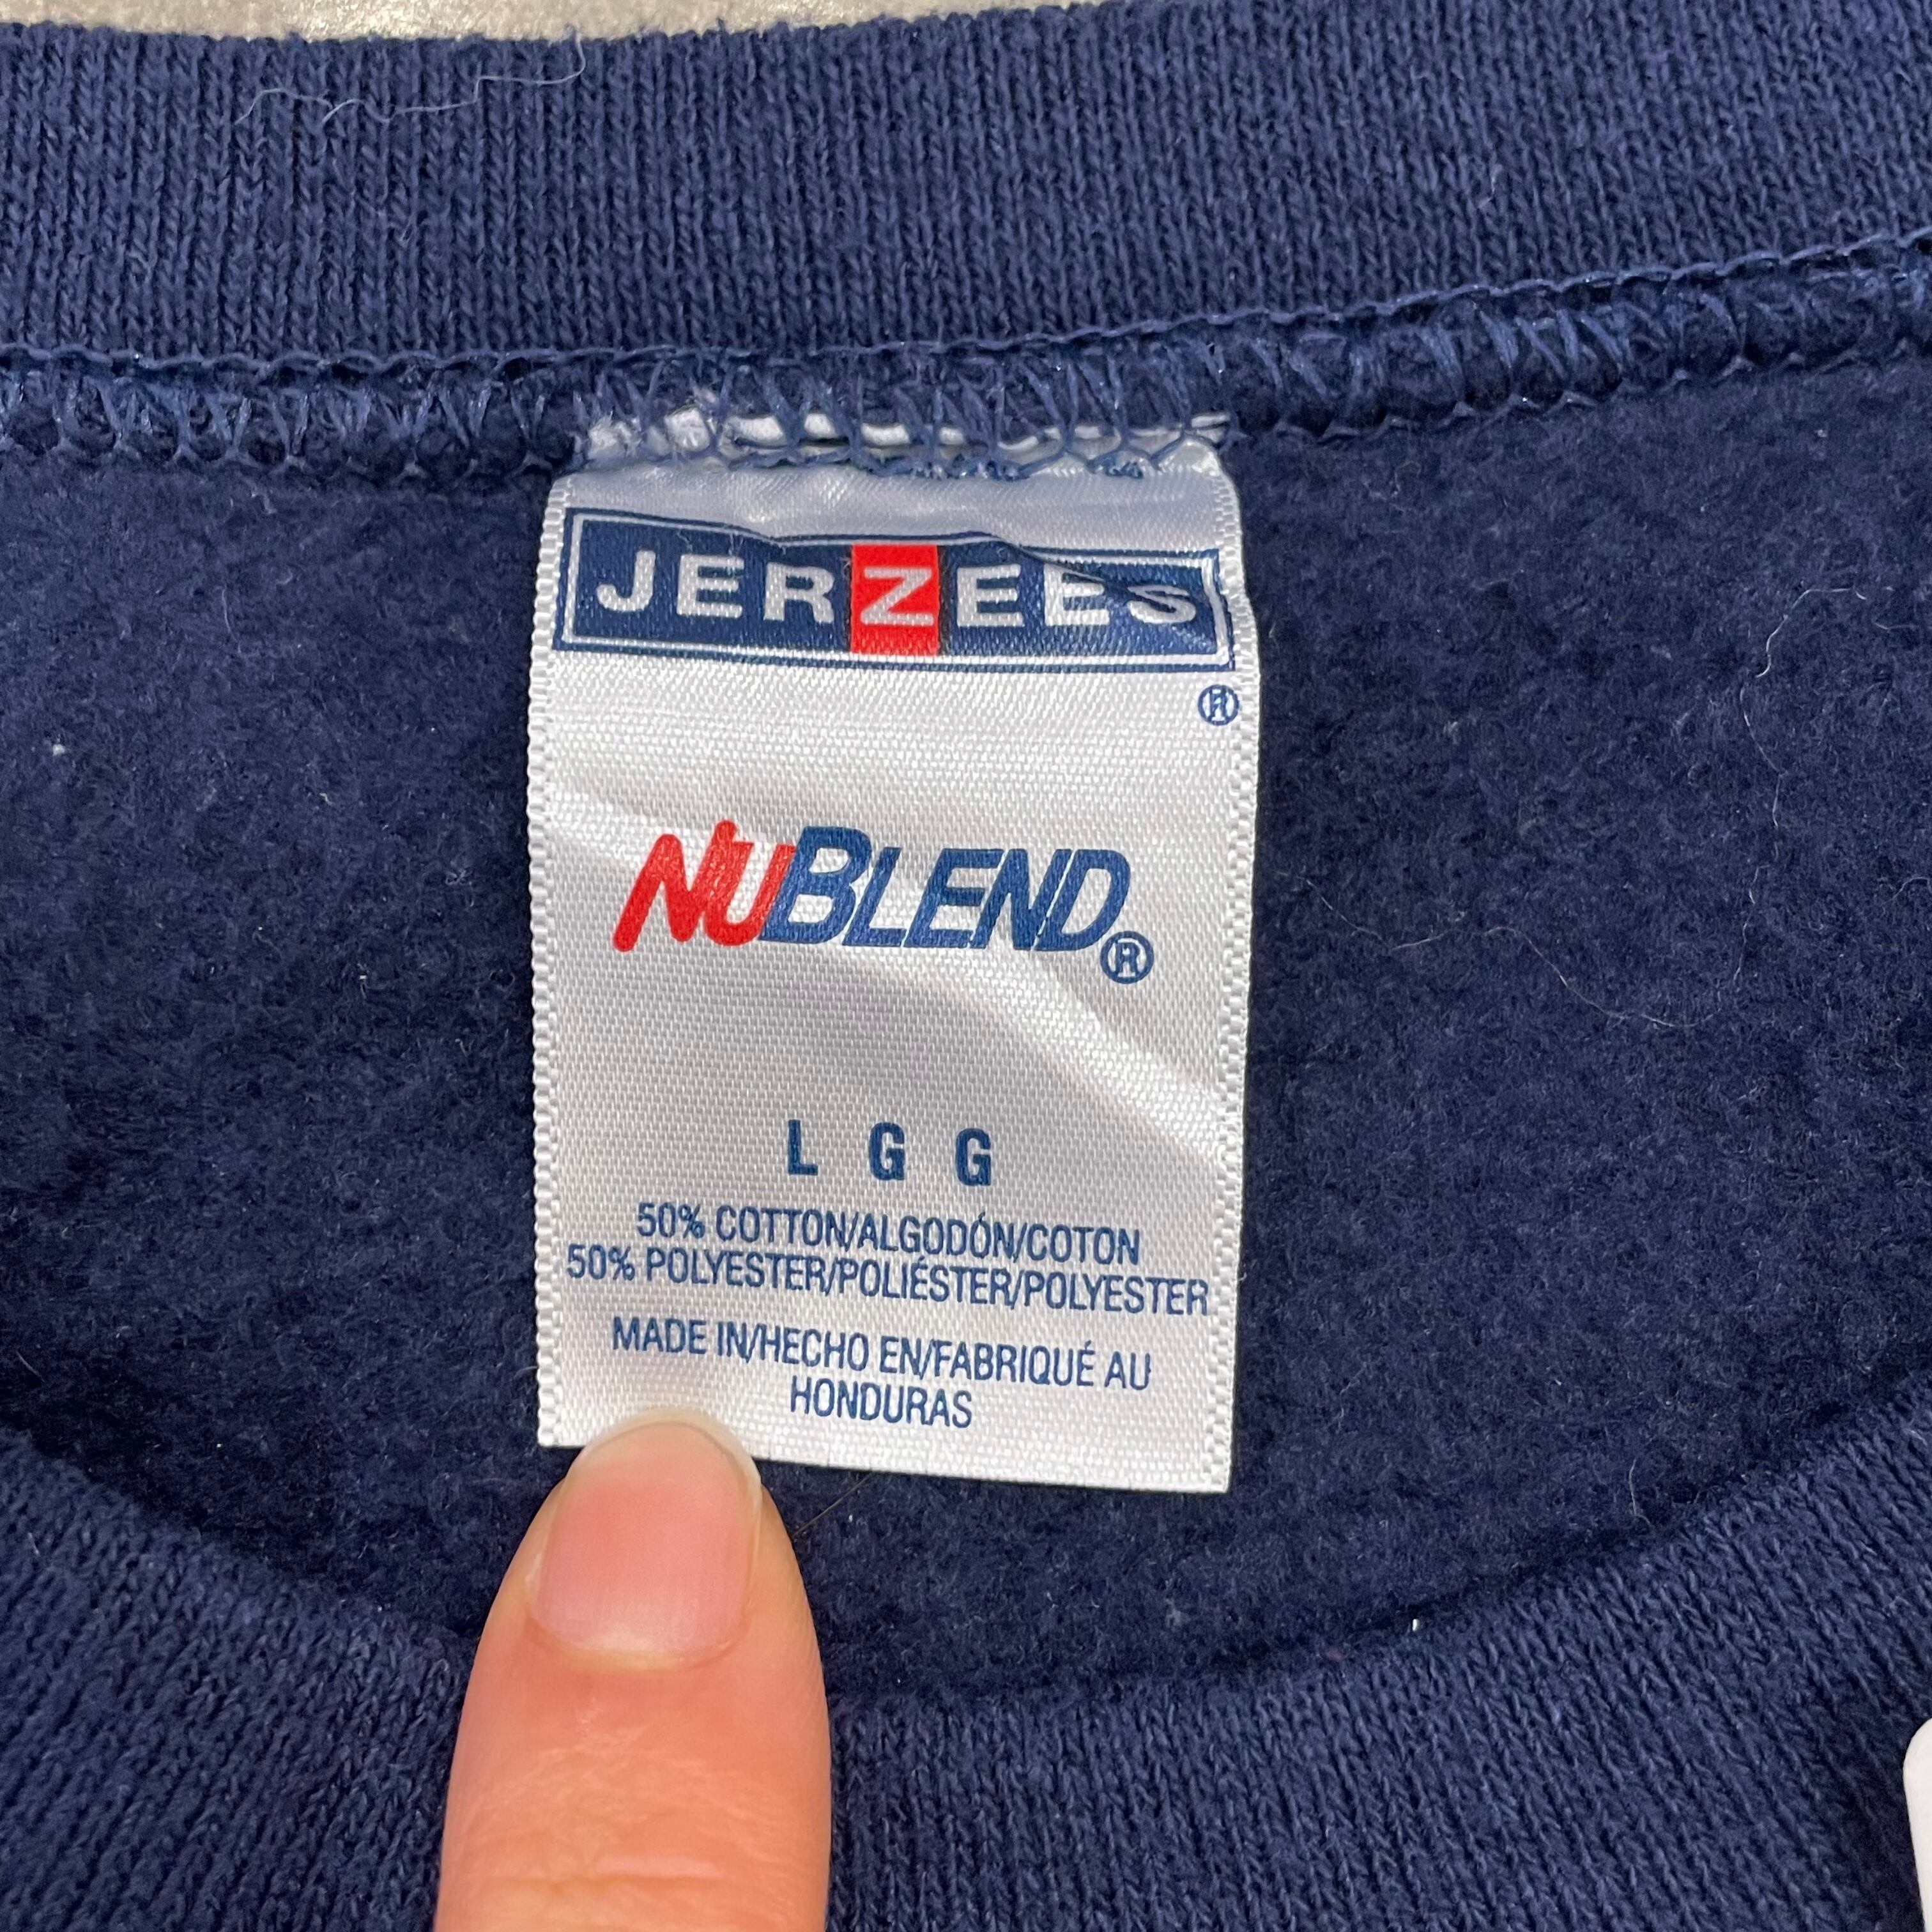 JERZEES
®
NUBLEND®
L G G
50% COTTON/ALGODÓN/COTON
50% POLYESTER/POLIÉSTER/POLYESTER
MADE IN/HECHO EN/FABRIQUÉ AU
HONDURAS